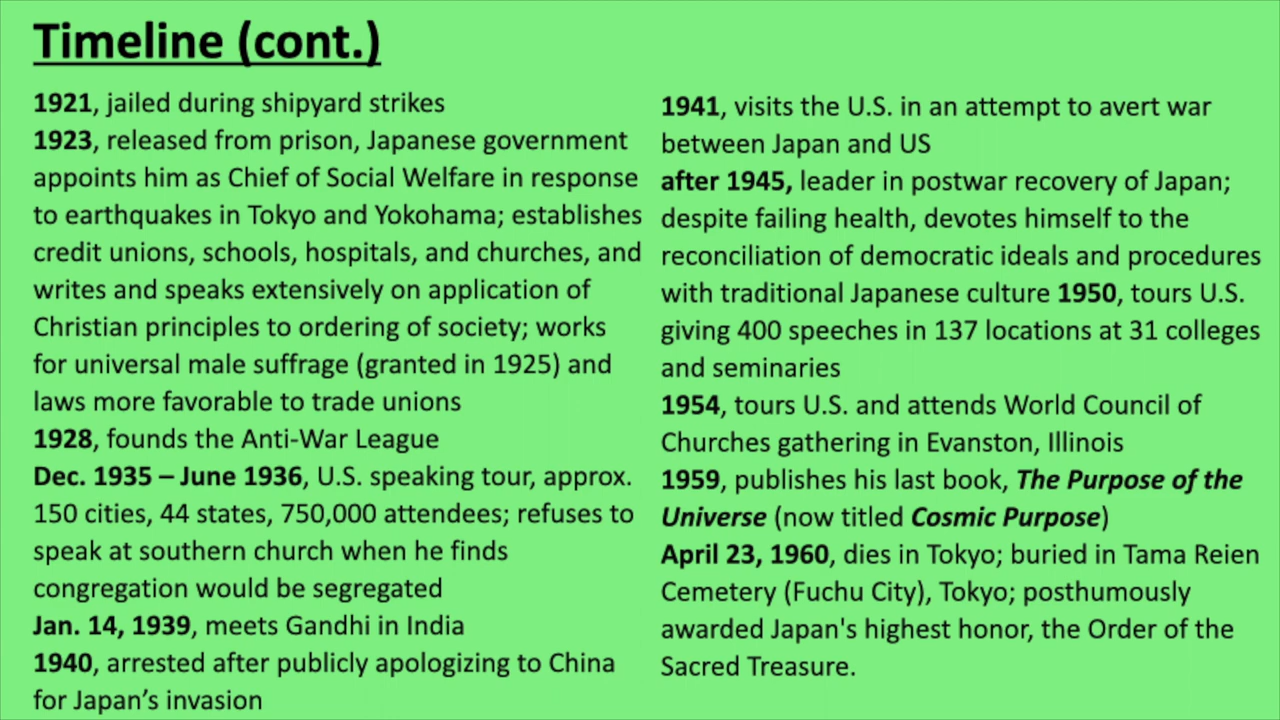 Timeline (cont.)
1921, jailed during shipyard strikes
1923, released from prison, Japanese government
appoints him as Chief of Social Welfare in response
to earthquakes in Tokyo and Yokohama; establishes
credit unions, schools, hospitals, and churches, and
writes and speaks extensively on application of
Christian principles to ordering of society; works
for universal male suffrage (granted in 1925) and
laws more favorable to trade unions
1928, founds the Anti-War League
Dec. 1935 – June 1936, U.S. speaking tour, approx.
150 cities, 44 states, 750,000 attendees; refuses to
speak at southern church when he finds
congregation would be segregated
Jan. 14, 1939, meets Gandhi in India
1940, arrested after publicly apologizing to China
for Japan’s invasion
1941, visits the U.S. in an attempt to avert war
between Japan and US
after 1945, leader in postwar recovery of Japan;
despite failing health, devotes himself to the
reconciliation of democratic ideals and procedures
with traditional Japanese culture 1950, tours U.S.
giving 400 speeches in 137 locations at 31 colleges
and seminaries
1954, tours U.S. and attends World Council of
Churches gathering in Evanston, Illinois
1959, publishes his last book, The Purpose of the
Universe (now titled Cosmic Purpose)
April 23, 1960, dies in Tokyo; buried in Tama Reien
Cemetery (Fuchu City), Tokyo; posthumously
awarded Japan's highest honor, the Order of the
Sacred Treasure.